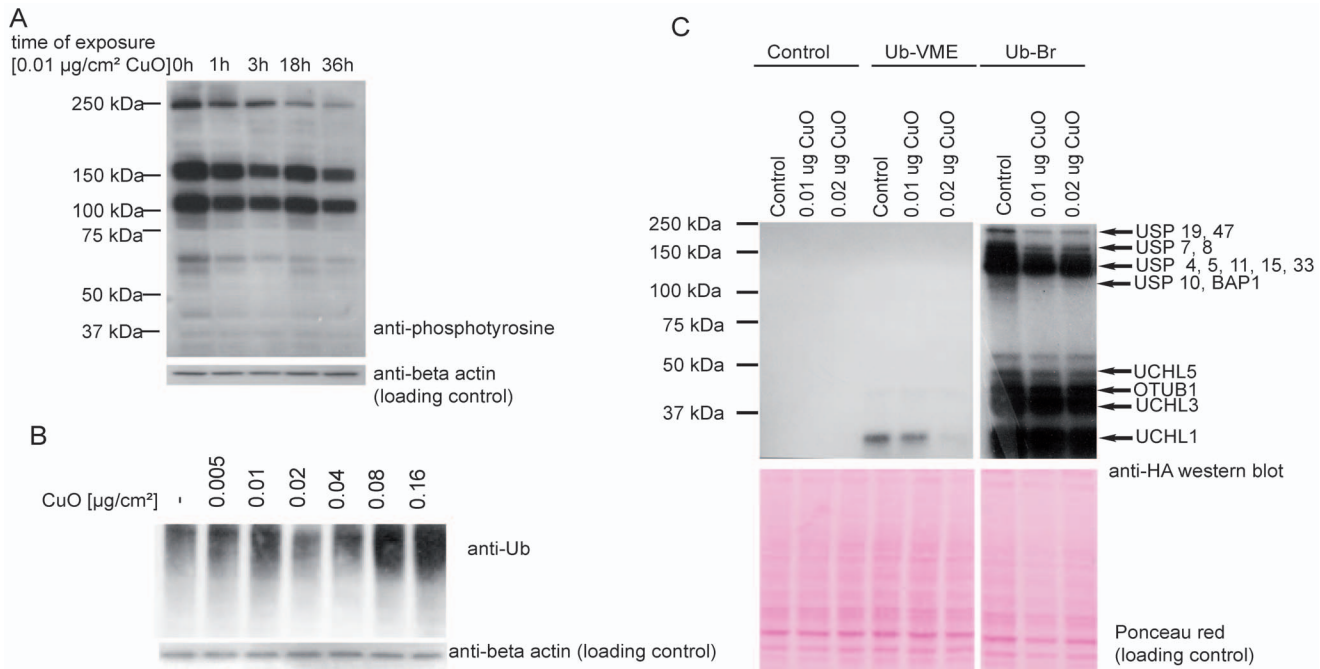 A
time of exposure
[0.01 µg/cm² CuO] 0h 1h 3h 18h 36h
250 kDa
150 kDa
100 kDa
75 kDa
50 kDa
37 kDa
anti-phosphotyrosine
anti-beta actin
(loading control)
B
CuO [µg/cm²]
-
0.005
0.01
0.02
0.04
0.08
0.16
anti-Ub
anti-beta actin (loading control)
C
Control Ub-VME Ub-Br
Control
0.01 ug CuO
0.02 ug CuO
Control
0.01 ug CuO
0.02 ug CuO
Control
0.01 ug CuO
0.02 ug CuO
250 kDa
150 kDa
100 kDa
75 kDa
50 kDa
37 kDa
USP 19, 47
USP 7, 8
USP 4, 5, 11, 15, 33
USP 10, BAP1
UCHL5
OTUB1
UCHL3
UCHL1
anti-HA western blot
Ponceau red
(loading control)